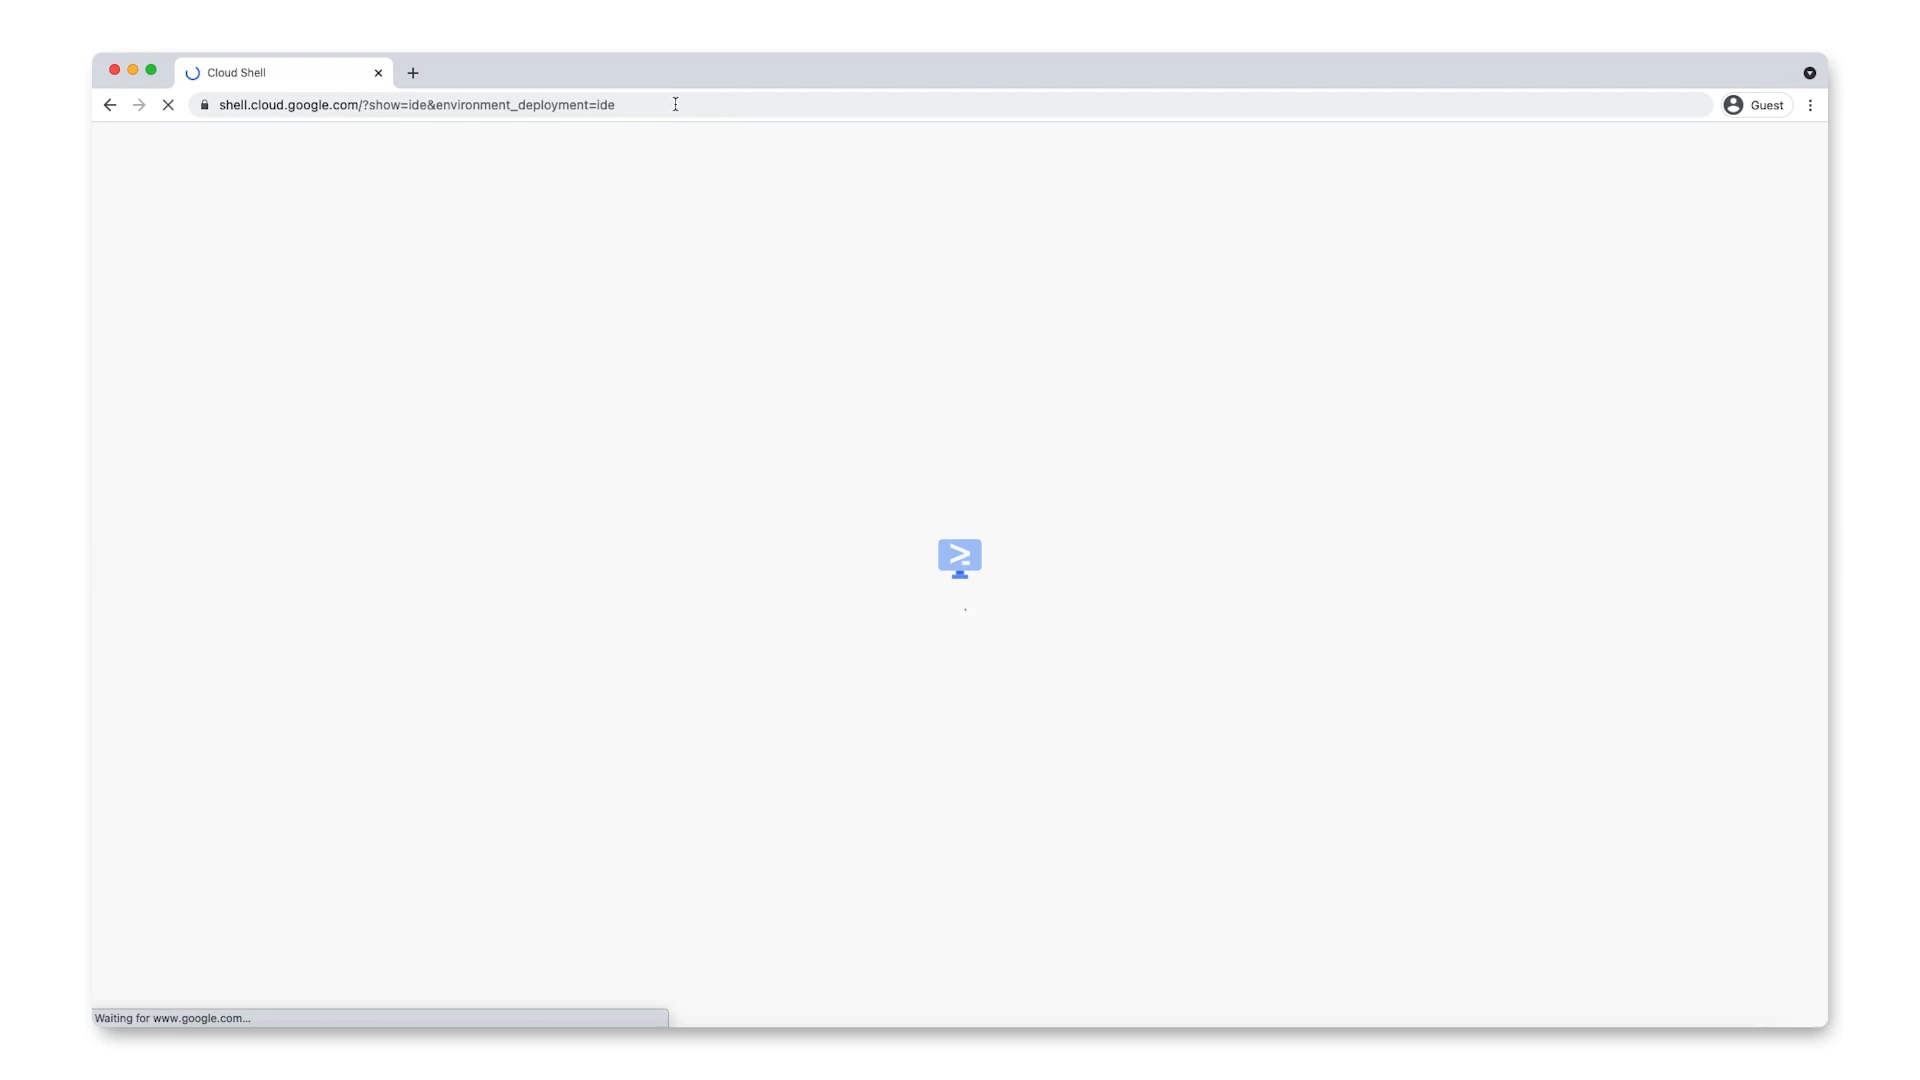 Cloud Shell
shell.cloud.google.com/?show=ide&environment_deployment=ide
Guest
Waiting for www.google.com...